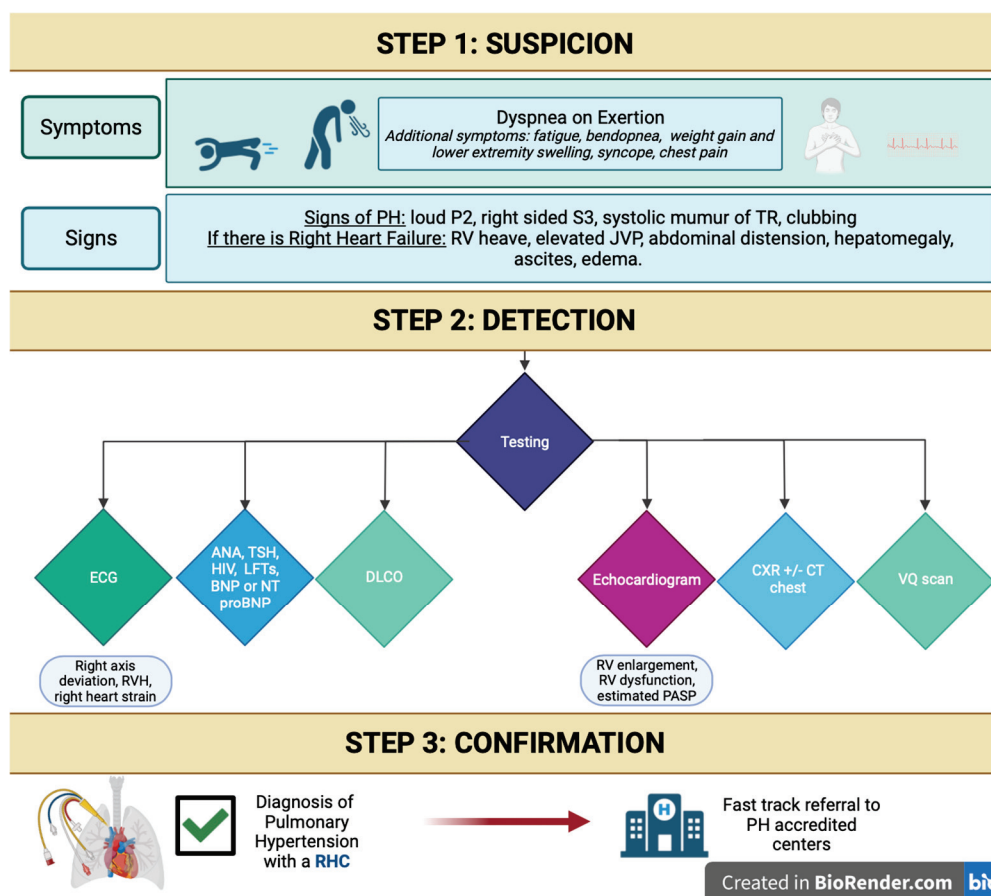 STEP 1: SUSPICION
Symptoms
Dyspnea on Exertion
Additional symptoms: fatigue, bendopnea, weight gain and
lower extremity swelling, syncope, chest pain
Signs
Signs of PH: loud P2, right sided S3, systolic mumur of TR, clubbing
If there is Right Heart Failure: RV heave, elevated JVP, abdominal distension, hepatomegaly,
ascites, edema.
STEP 2: DETECTION
Testing
ECG
ANA, TSH,
HIV, LFTs,
BNP or NT
proBNP
DLCO
Echocardiogram
CXR +/- CT
chest
VQ scan
Right axis
deviation, RVH,
right heart strain
RV enlargement,
RV dysfunction,
estimated PASP
STEP 3: CONFIRMATION
Diagnosis of
Pulmonary
Hypertension
with a RHC
H
Fast track referral to
PH accredited
centers
Created in BioRender.com bio